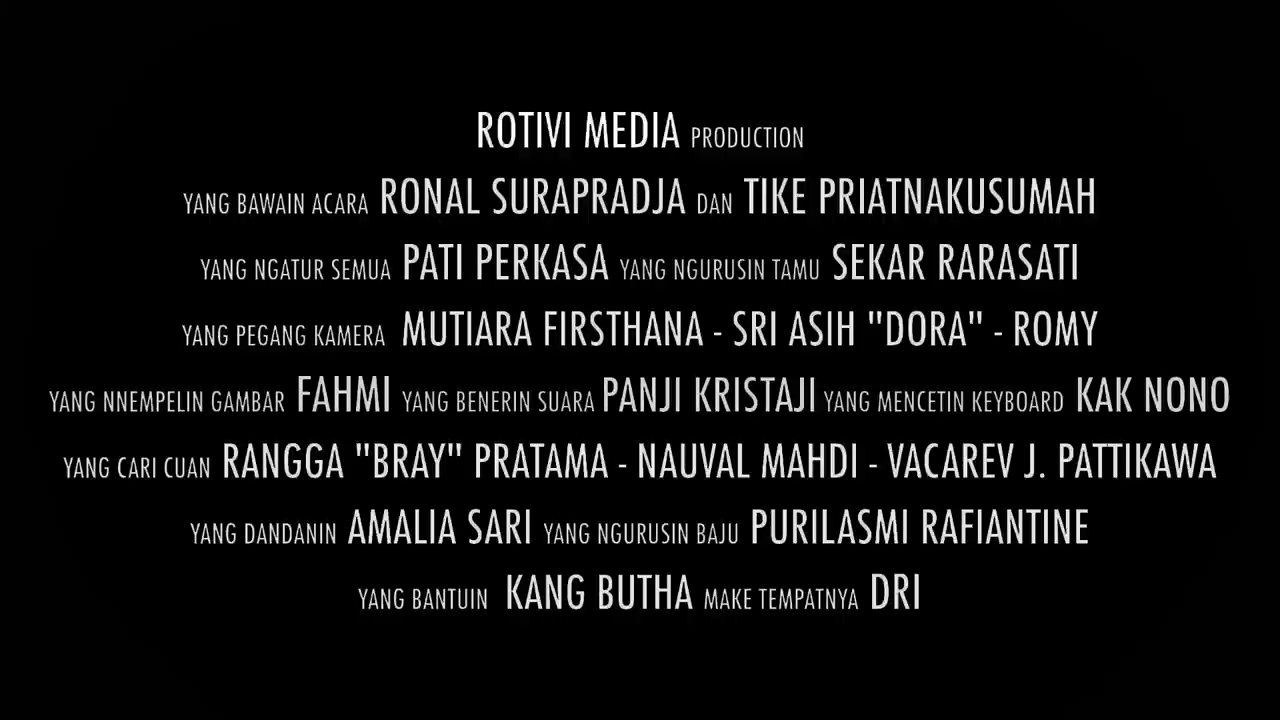 ROTIVI MEDIA PRODUCTION
YANG BAWAIN ACARA RONAL SURAPRADJA DAN TIKE PRIATNAKUSUMAH
YANG NGATUR SEMUA PATI PERKASA YANG NGURUSIN TAMU SEKAR RARASATI
YANG PEGANG KAMERA MUTIARA FIRSTHANA - SRI ASIH "DORA" - ROMY
YANG NNEMPELIN GAMBAR FAHMI YANG BENERIN SUARA PANJI KRISTAJI YANG MENCETIN KEYBOARD KAK NONO
YANG CARI CUAN RANGGA "BRAY" PRATAMA - NAUVAL MAHDI - VACAREV J. PATTIKAWA
YANG DANDANIN AMALIA SARI YANG NGURUSIN BAJU PURILASMI RAFIANTINE
YANG BANTUIN KANG BUTHA MAKE TEMPATNYA DRI